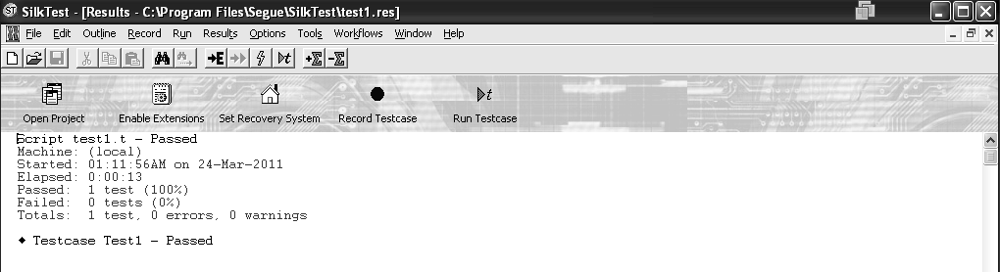 SilkTest - [Results - C:\Program Files\Segue\SilkTest\test1.res]
File Edit Outline Record Run Results Options Tools Workflows Window Help
Open Project Enable Extensions Set Recovery System Record Testcase Run Testcase
Script test1.t - Passed
Machine: (local)
Started: 01:11:56AM on 24-Mar-2011
Elapsed: 0:00:13
Passed: 1 test (100%)
Failed: 0 tests (0%)
Totals: 1 test, 0 errors, 0 warnings
◆ Testcase Test1 - Passed